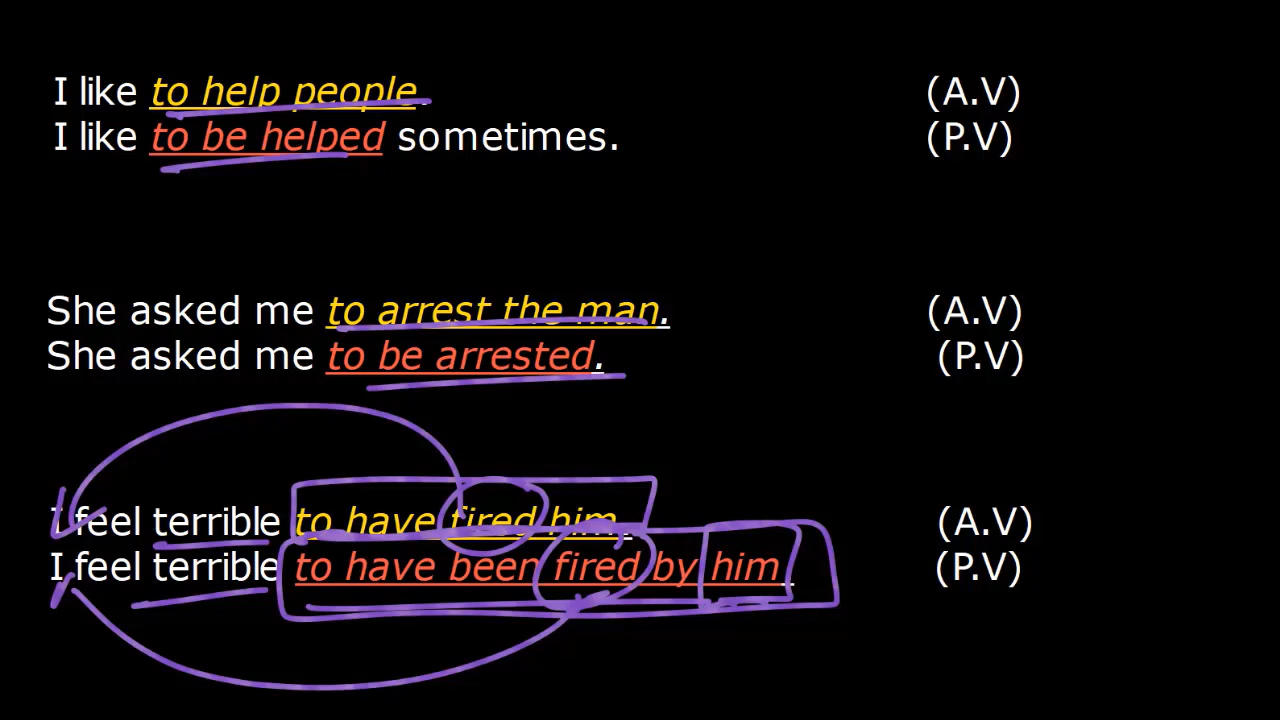 I like to help people. (A.V)
I like to be helped sometimes. (P.V)
She asked me to arrest the man. (A.V)
She asked me to be arrested. (P.V)
I feel terrible to have fired him. (A.V)
I feel terrible to have been fired by him. (P.V)